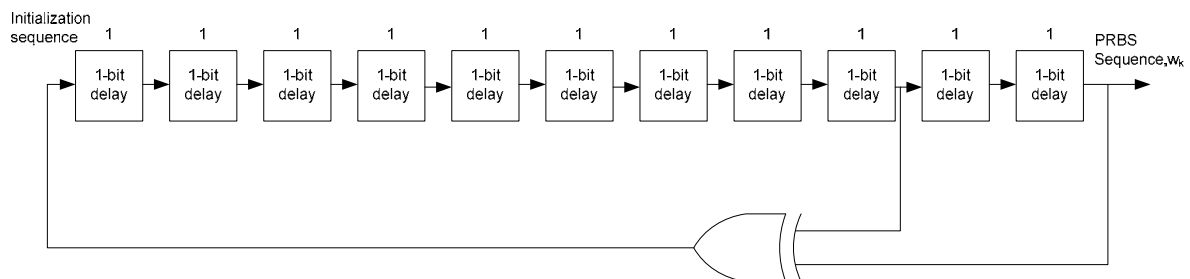 Initialization
sequence
1 1 1 1 1 1 1 1 1 1 1
PRBS
Sequence,wk
1-bit
delay
1-bit
delay
1-bit
delay
1-bit
delay
1-bit
delay
1-bit
delay
1-bit
delay
1-bit
delay
1-bit
delay
1-bit
delay
1-bit
delay